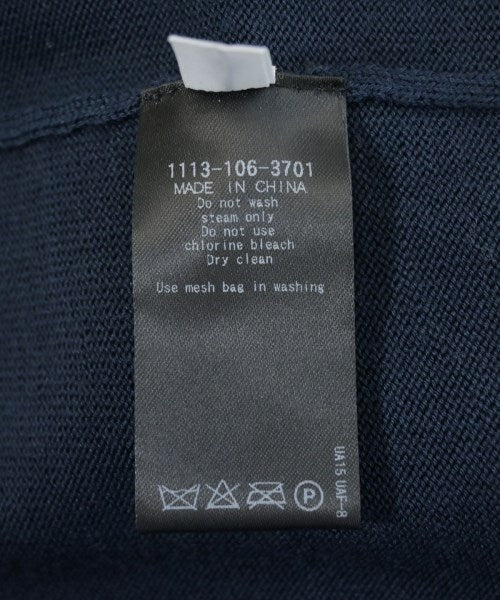 1113-106-3701
MADE IN CHINA
Do not wash
steam only
Do not use
chlorine bleach
Dry clean
Use mesh bag in washing
P
UA15 UAF-8